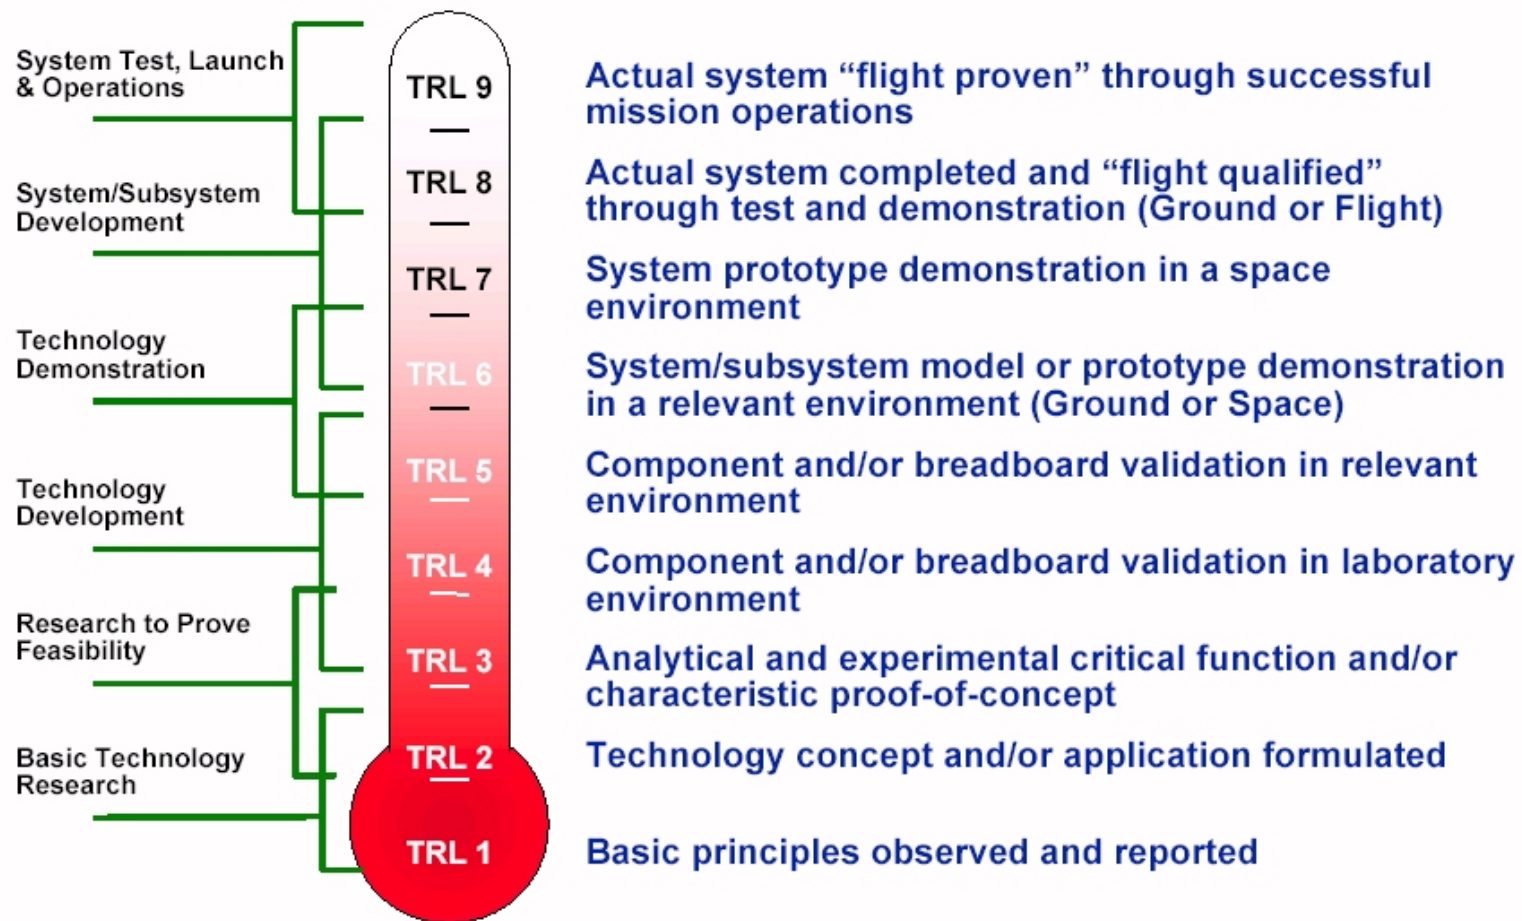 System Test, Launch
& Operations
System/Subsystem
Development
Technology
Demonstration
Technology
Development
Research to Prove
Feasibility
Basic Technology
Research
TRL 9
TRL 8
TRL 7
TRL 6
TRL 5
TRL 4
TRL 3
TRL 2
TRL 1
Actual system “flight proven” through successful
mission operations
Actual system completed and “flight qualified”
through test and demonstration (Ground or Flight)
System prototype demonstration in a space
environment
System/subsystem model or prototype demonstration
in a relevant environment (Ground or Space)
Component and/or breadboard validation in relevant
environment
Component and/or breadboard validation in laboratory
environment
Analytical and experimental critical function and/or
characteristic proof-of-concept
Technology concept and/or application formulated
Basic principles observed and reported